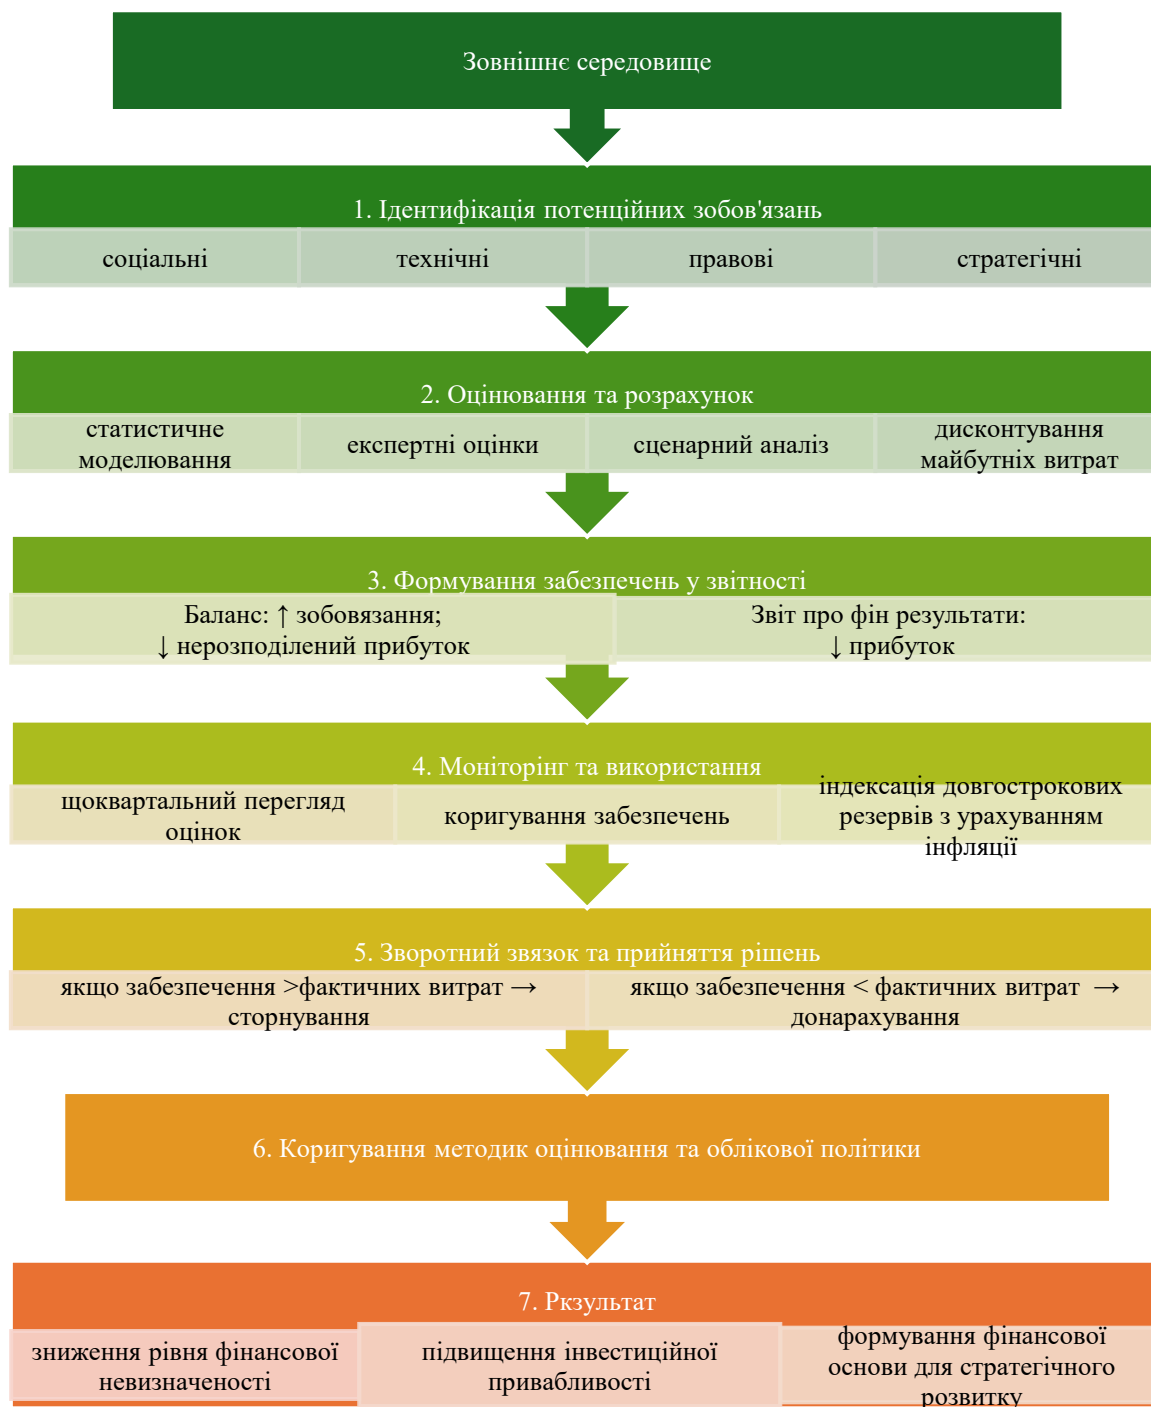 Зовнішнє середовище
1. Ідентифікація потенційних зобов'язань
соціальні
технічні
правові
стратегічні
2. Оцінювання та розрахунок
статистичне
моделювання
експертні оцінки
сценарний аналіз
дисконтування
майбутніх витрат
3. Формування забезпечень у звітності
Баланс: ↑ зобовязання;
↓ нерозподілений прибуток
Звіт про фін результати:
↓ прибуток
4. Моніторинг та використання
щоквартальний перегляд
оцінок
коригування забезпечень
індексація довгострокових
резервів з урахуванням
інфляції
5. Зворотний звязок та прийняття рішень
якщо забезпечення >фактичних витрат →
сторнування
якщо забезпечення < фактичних витрат →
донарахування
6. Коригування методик оцінювання та облікової політики
7. Ркзультат
зниження рівня фінансової
невизначеності
підвищення інвестиційної
привабливості
формування фінансової
основи для стратегічного
розвитку